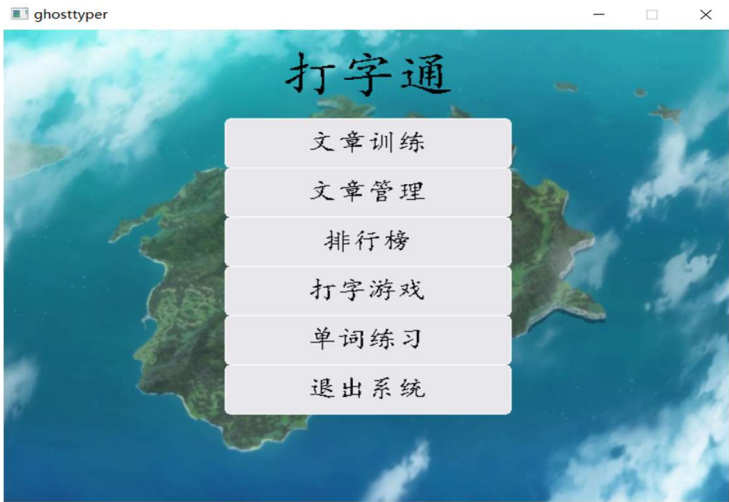 ghosttyper
打字通
文章训练
文章管理
排行榜
打字游戏
单词练习
退出系统